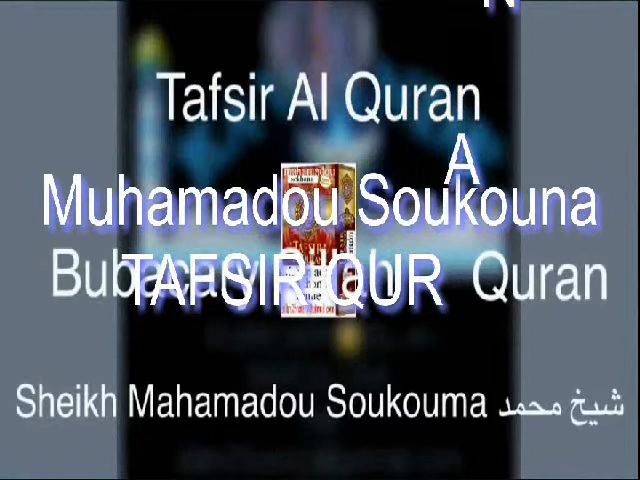 N
Tafsir Al Quran
A
Muhamadou Soukouna
TAFSIR QUR
Quran
Sheikh Mahamadou Soukouma شيخ محمد